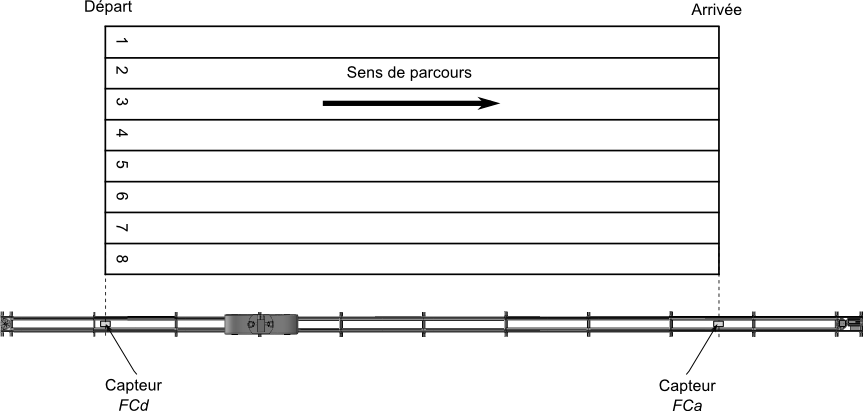 Départ
Arrivée
1
2
Sens de parcours
3
4
5
6
7
8
Capteur
FCd
Capteur
FCa